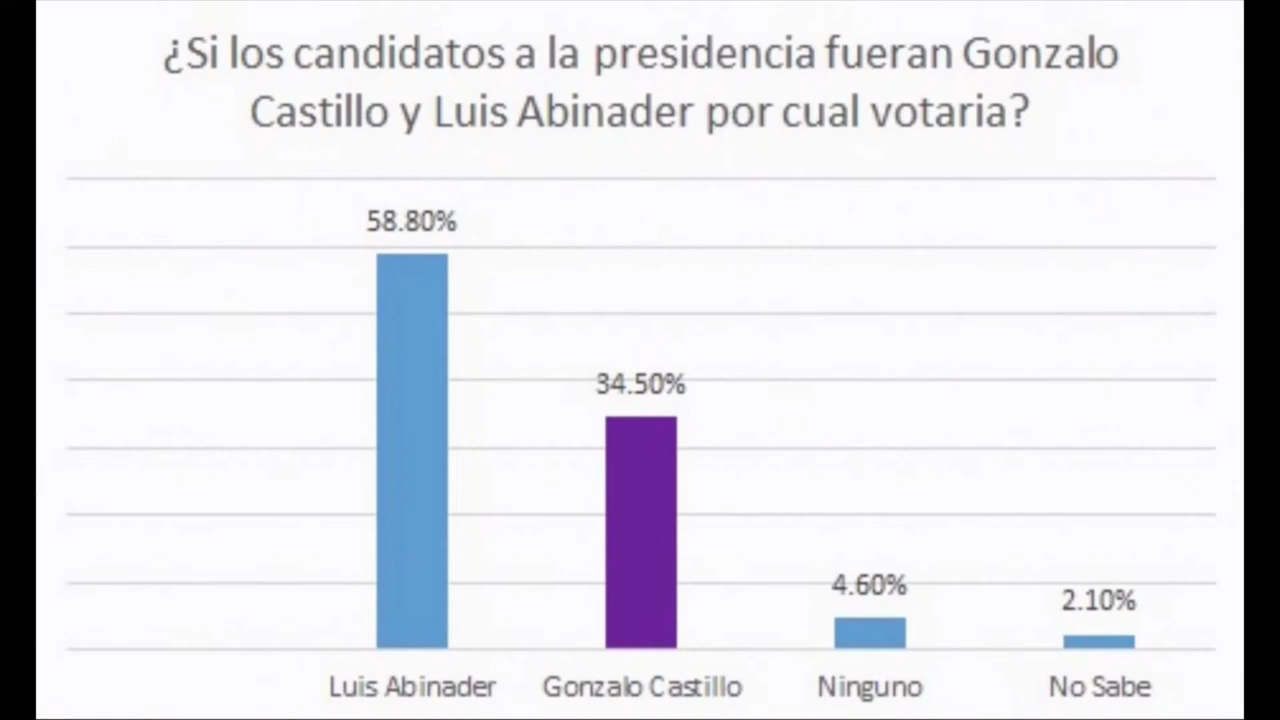 ¿Si los candidatos a la presidencia fueran Gonzalo
Castillo y Luis Abinader por cual votaria?
58.80%
34.50%
4.60%
2.10%
Luis Abinader
Gonzalo Castillo
Ninguno
No Sabe